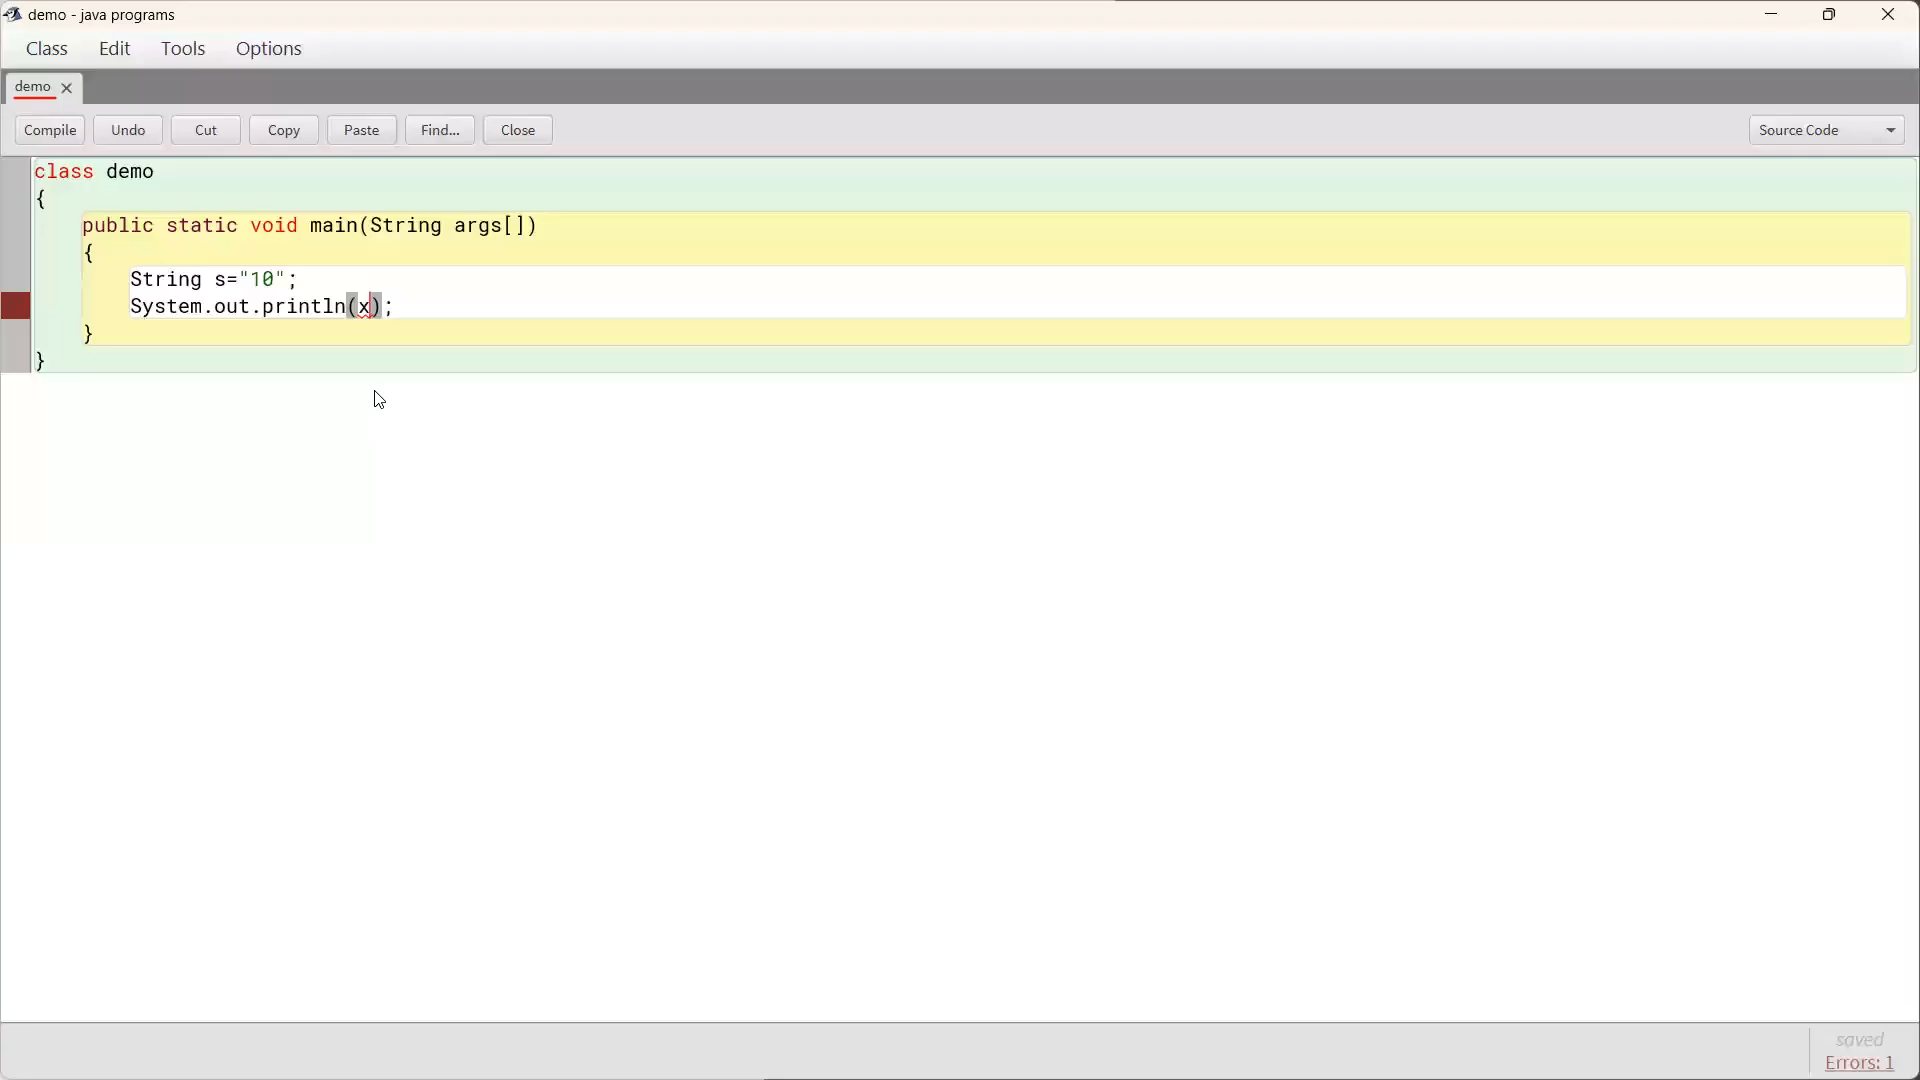 demo - java programs
Class Edit Tools Options
demo
Compile Undo Cut Copy Paste Find... Close Source Code
class demo
{
public static void main(String args[])
{
String s="10";
System.out.println(x);
}
}
saved
Errors: 1